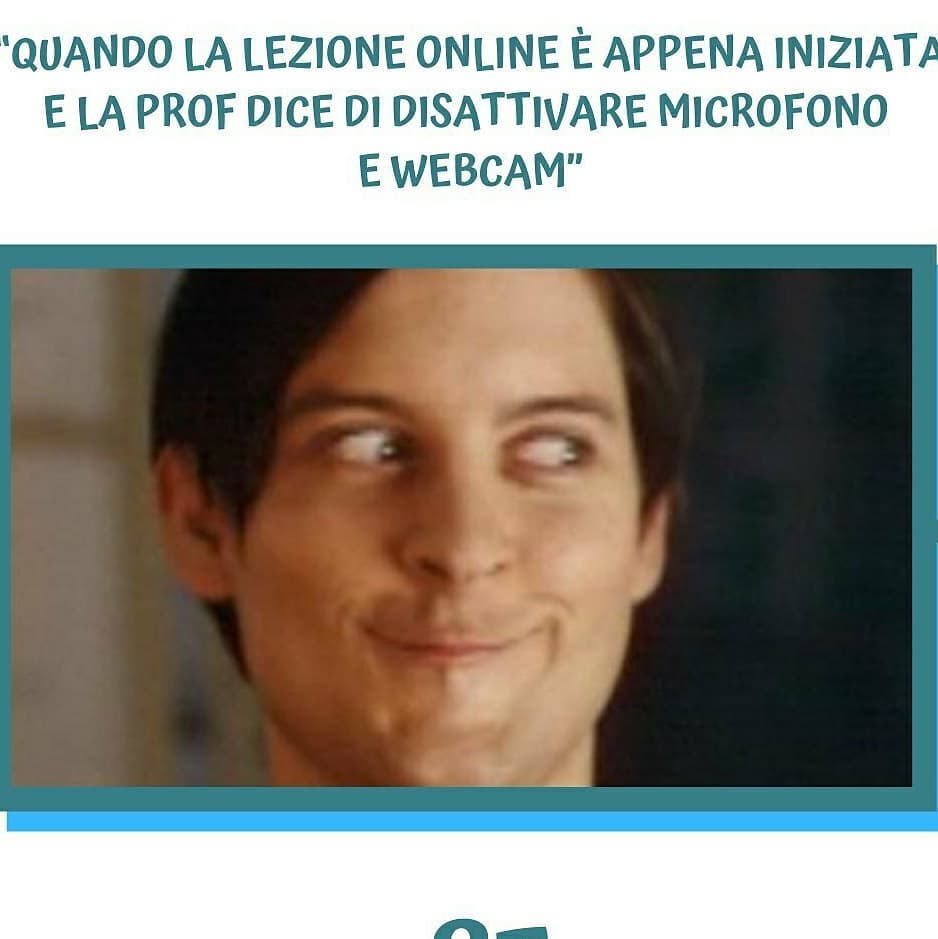 "QUANDO LA LEZIONE ONLINE È APPENA INIZIATA
E LA PROF DICE DI DISATTIVARE MICROFONO
E WEBCAM"